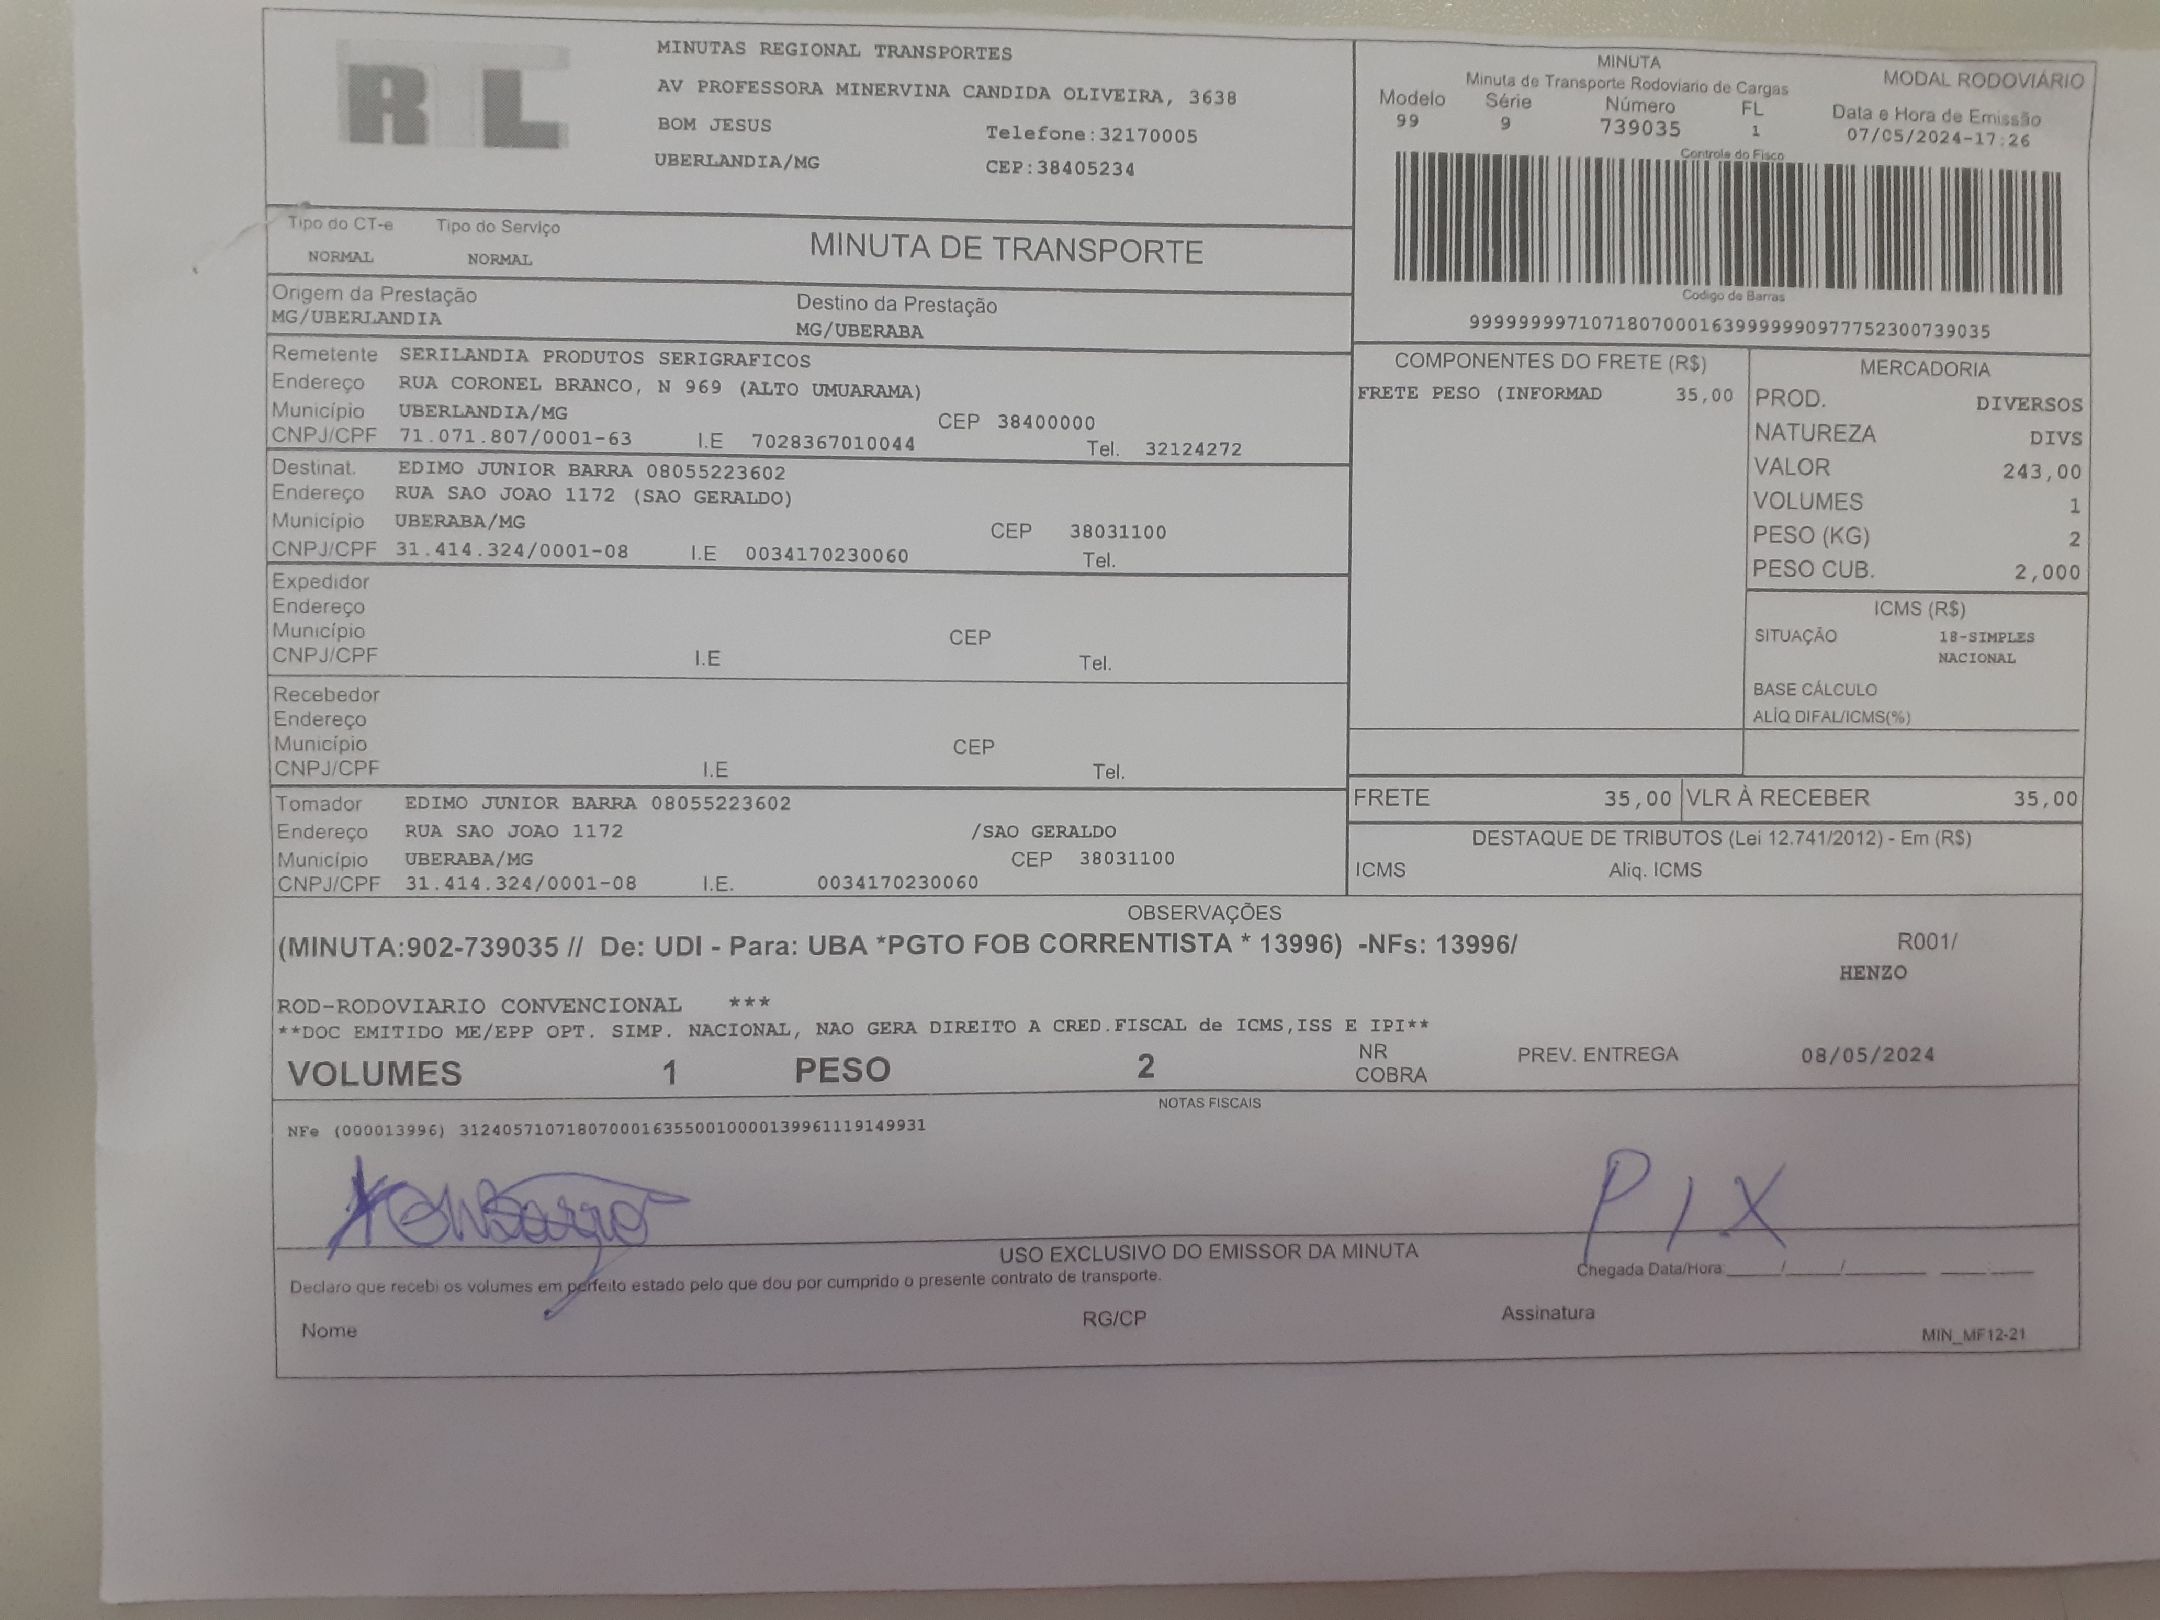 RTL
MINUTAS REGIONAL TRANSPORTES
AV PROFESSORA MINERVINA CANDIDA OLIVEIRA, 3638
BOM JESUS Telefone:32170005
UBERLANDIA/MG CEP:38405234
MINUTA
Minuta de Transporte Rodoviario de Cargas
MODAL RODOVIÁRIO
Modelo Série Número FL Data e Hora de Emissão
99 9 739035 1 07/05/2024-17:26
Controle do Fisco
Codigo de Barras
999999997107180700016399999990977752300739035
Tipo do CT-e Tipo do Serviço
NORMAL NORMAL
MINUTA DE TRANSPORTE
Origem da Prestação Destino da Prestação
MG/UBERLANDIA MG/UBERABA
Remetente SERILANDIA PRODUTOS SERIGRAFICOS
Endereço RUA CORONEL BRANCO, N 969 (ALTO UMUARAMA)
Município UBERLANDIA/MG CEP 38400000
CNPJ/CPF 71.071.807/0001-63 I.E 7028367010044 Tel. 32124272
Destinat. EDIMO JUNIOR BARRA 08055223602
Endereço RUA SAO JOAO 1172 (SAO GERALDO)
Município UBERABA/MG CEP 38031100
CNPJ/CPF 31.414.324/0001-08 I.E 0034170230060 Tel.
Expedidor
Endereço
Município CEP
CNPJ/CPF I.E Tel.
Recebedor
Endereço
Município CEP
CNPJ/CPF I.E Tel.
Tomador EDIMO JUNIOR BARRA 08055223602
Endereço RUA SAO JOAO 1172 /SAO GERALDO
Município UBERABA/MG CEP 38031100
CNPJ/CPF 31.414.324/0001-08 I.E. 0034170230060
COMPONENTES DO FRETE (R$)
FRETE PESO (INFORMAD 35,00
MERCADORIA
PROD. DIVERSOS
NATUREZA DIVS
VALOR 243,00
VOLUMES 1
PESO (KG) 2
PESO CUB. 2,000
ICMS (R$)
SITUAÇÃO 18-SIMPLES
NACIONAL
BASE CÁLCULO
ALÍQ DIFAL/ICMS(%)
FRETE 35,00 VLR À RECEBER 35,00
DESTAQUE DE TRIBUTOS (Lei 12.741/2012) - Em (R$)
ICMS Aliq. ICMS
OBSERVAÇÕES
(MINUTA:902-739035 // De: UDI - Para: UBA *PGTO FOB CORRENTISTA * 13996) -NFs: 13996/ R001/
HENZO
ROD-RODOVIARIO CONVENCIONAL ***
**DOC EMITIDO ME/EPP OPT. SIMP. NACIONAL, NAO GERA DIREITO A CRED.FISCAL de ICMS,ISS E IPI**
VOLUMES 1 PESO 2 NR COBRA PREV. ENTREGA 08/05/2024
NOTAS FISCAIS
NFe (000013996) 31240571071807000163550010000139961119149931
PIX
USO EXCLUSIVO DO EMISSOR DA MINUTA
Declaro que recebi os volumes em perfeito estado pelo que dou por cumprido o presente contrato de transporte.
Chegada Data/Hora:____/____/______ ____:____
Nome RG/CP Assinatura
MIN_MF12-21